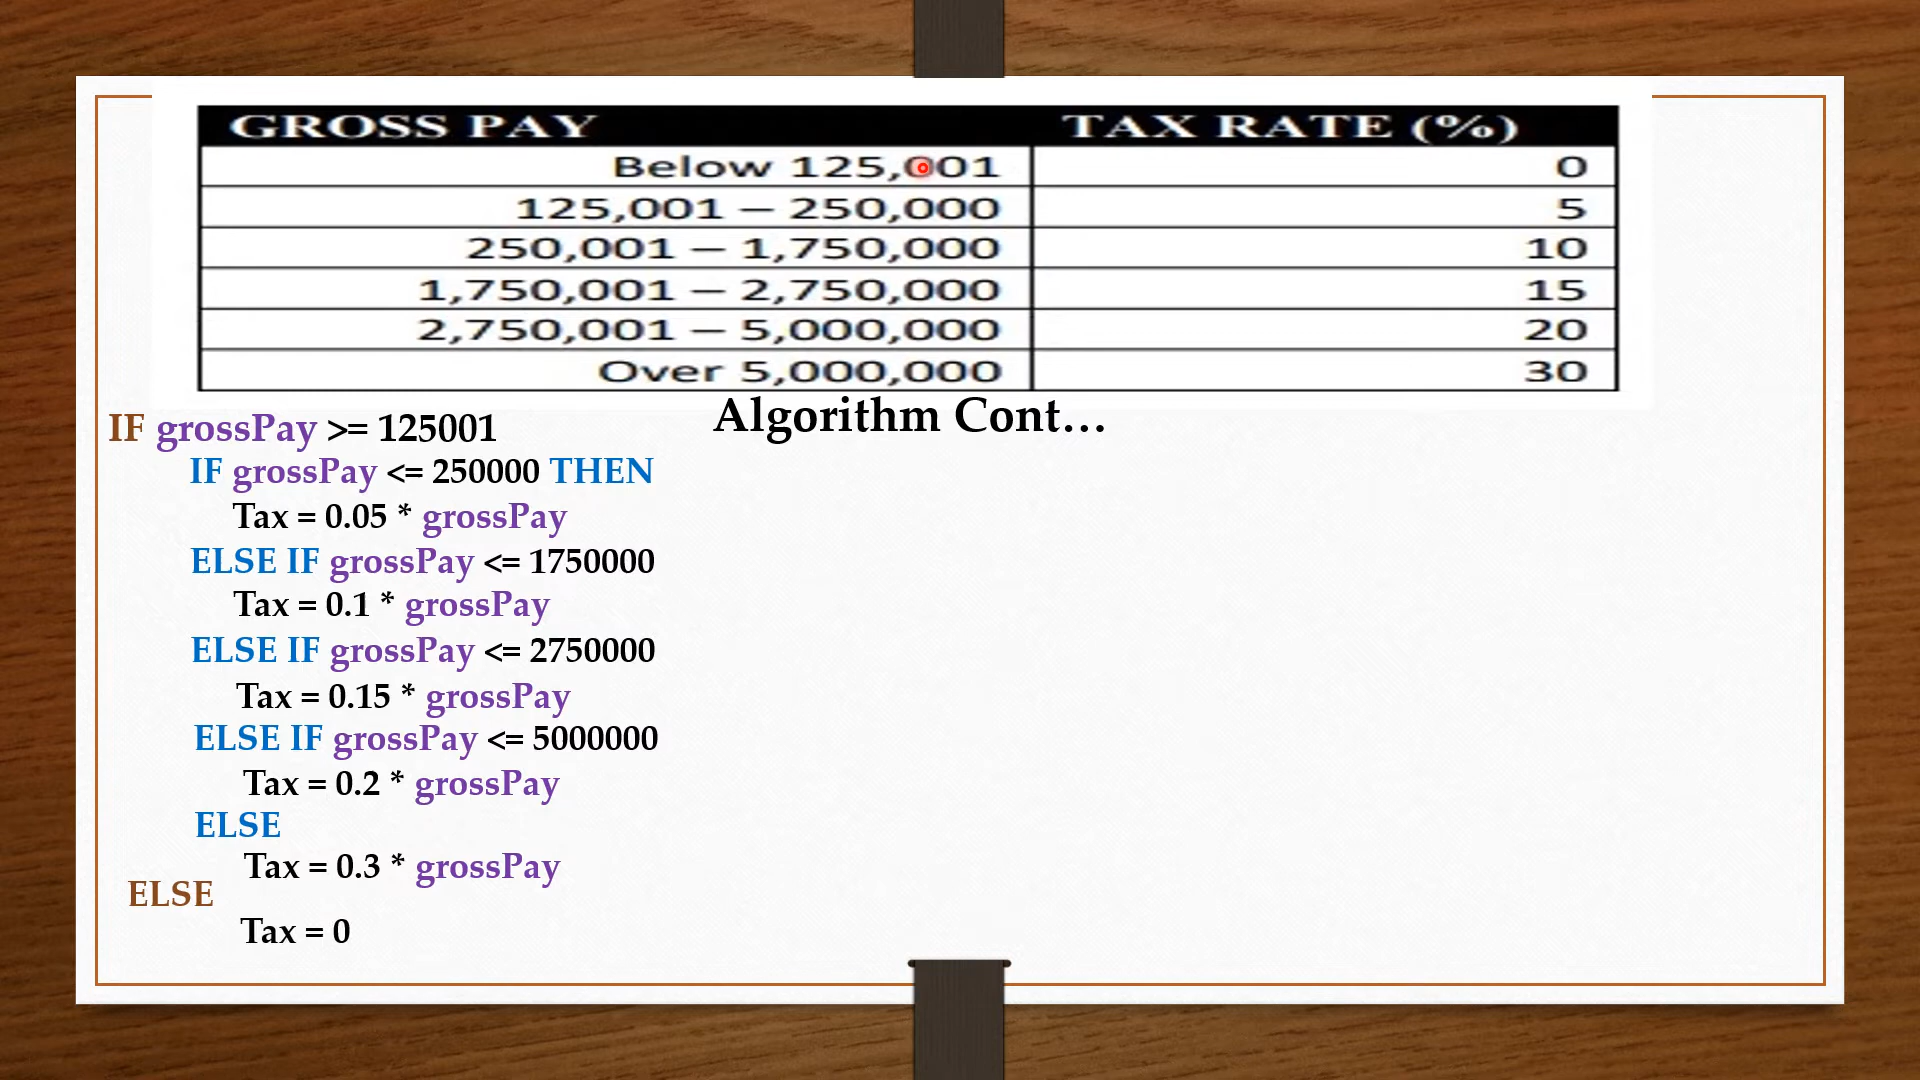 GROSS PAY TAX RATE (%)
Below 125,001 0
125,001 – 250,000 5
250,001 – 1,750,000 10
1,750,001 – 2,750,000 15
2,750,001 – 5,000,000 20
Over 5,000,000 30
Algorithm Cont...
IF grossPay >= 125001
IF grossPay <= 250000 THEN
Tax = 0.05 * grossPay
ELSE IF grossPay <= 1750000
Tax = 0.1 * grossPay
ELSE IF grossPay <= 2750000
Tax = 0.15 * grossPay
ELSE IF grossPay <= 5000000
Tax = 0.2 * grossPay
ELSE
Tax = 0.3 * grossPay
ELSE
Tax = 0